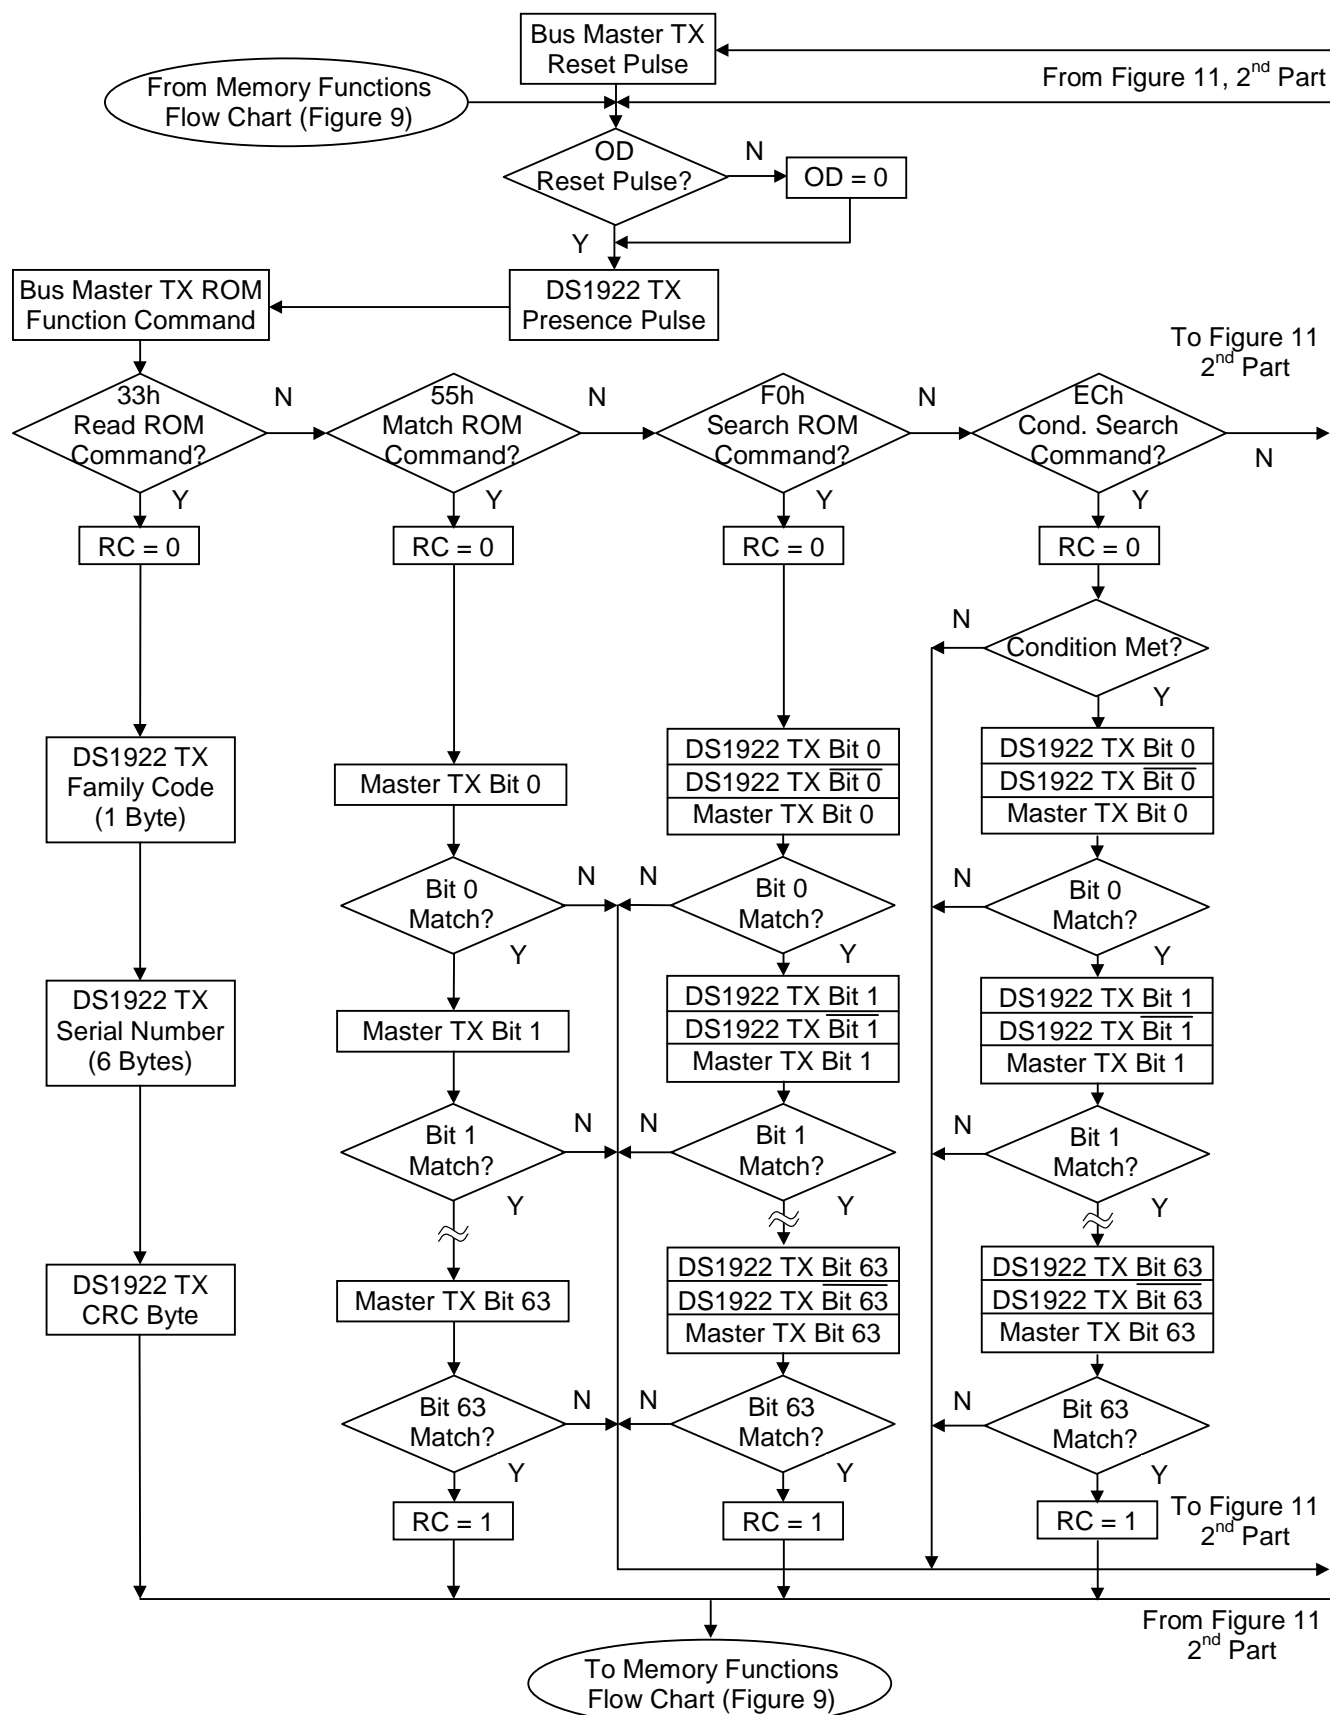 Bus Master TX
Reset Pulse
From Memory Functions
Flow Chart (Figure 9)
From Figure 11, 2nd Part
OD
Reset Pulse?
N
OD = 0
Y
Bus Master TX ROM
Function Command
DS1922 TX
Presence Pulse
To Figure 11
2nd Part
33h
Read ROM
Command?
N
55h
Match ROM
Command?
N
F0h
Search ROM
Command?
N
ECh
Cond. Search
Command?
N
Y
Y
Y
Y
RC = 0
RC = 0
RC = 0
RC = 0
N
Condition Met?
Y
DS1922 TX
Family Code
(1 Byte)
Master TX Bit 0
DS1922 TX Bit 0
DS1922 TX Bit 0
Master TX Bit 0
DS1922 TX Bit 0
DS1922 TX Bit 0
Master TX Bit 0
Bit 0
Match?
N
N
Bit 0
Match?
N
Bit 0
Match?
Y
Y
Y
DS1922 TX
Serial Number
(6 Bytes)
Master TX Bit 1
DS1922 TX Bit 1
DS1922 TX Bit 1
Master TX Bit 1
DS1922 TX Bit 1
DS1922 TX Bit 1
Master TX Bit 1
Bit 1
Match?
N
N
Bit 1
Match?
N
Bit 1
Match?
Y
Y
Y
DS1922 TX
CRC Byte
Master TX Bit 63
DS1922 TX Bit 63
DS1922 TX Bit 63
Master TX Bit 63
DS1922 TX Bit 63
DS1922 TX Bit 63
Master TX Bit 63
Bit 63
Match?
N
N
Bit 63
Match?
N
Bit 63
Match?
Y
Y
Y
RC = 1
RC = 1
RC = 1
To Figure 11
2nd Part
From Figure 11
2nd Part
To Memory Functions
Flow Chart (Figure 9)